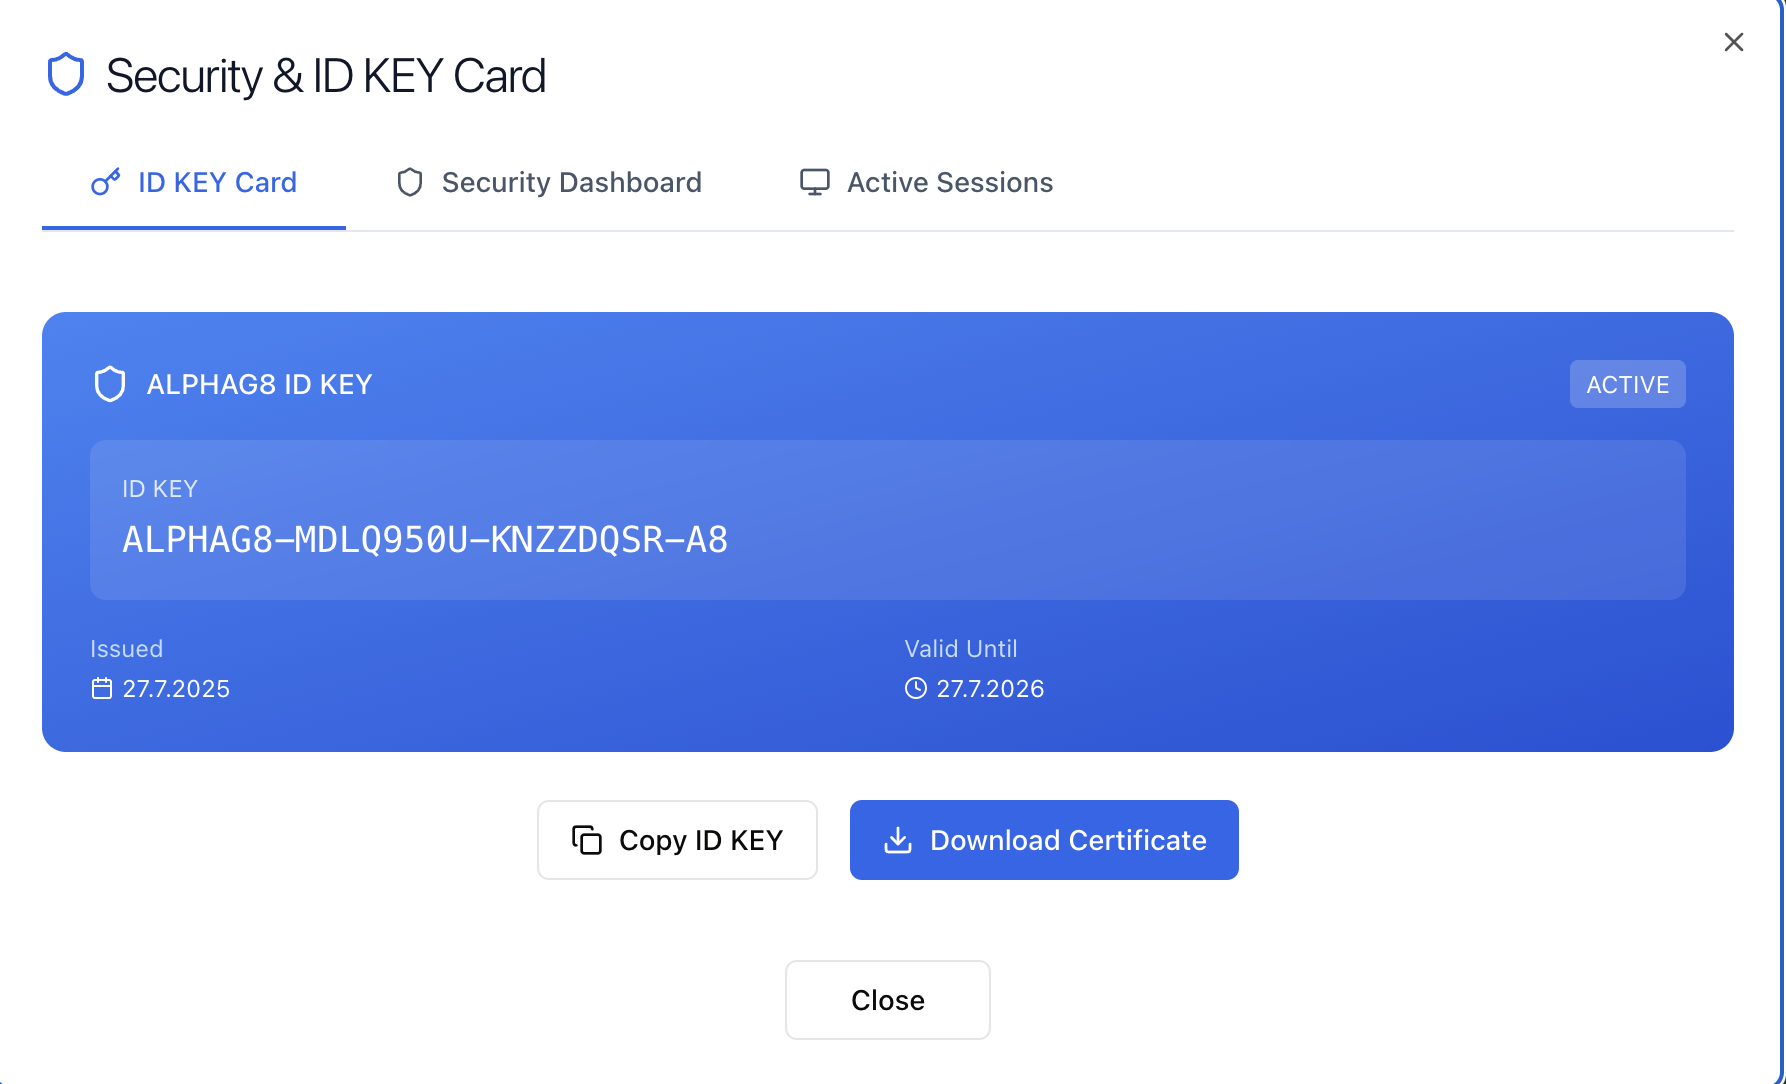 Security & ID KEY Card
ID KEY Card
Security Dashboard
Active Sessions
ALPHAG8 ID KEY
ACTIVE
ID KEY
ALPHAG8-MDLQ950U-KNZZDQSR-A8
Issued
Valid Until
27.7.2025
27.7.2026
Copy ID KEY
Download Certificate
Close